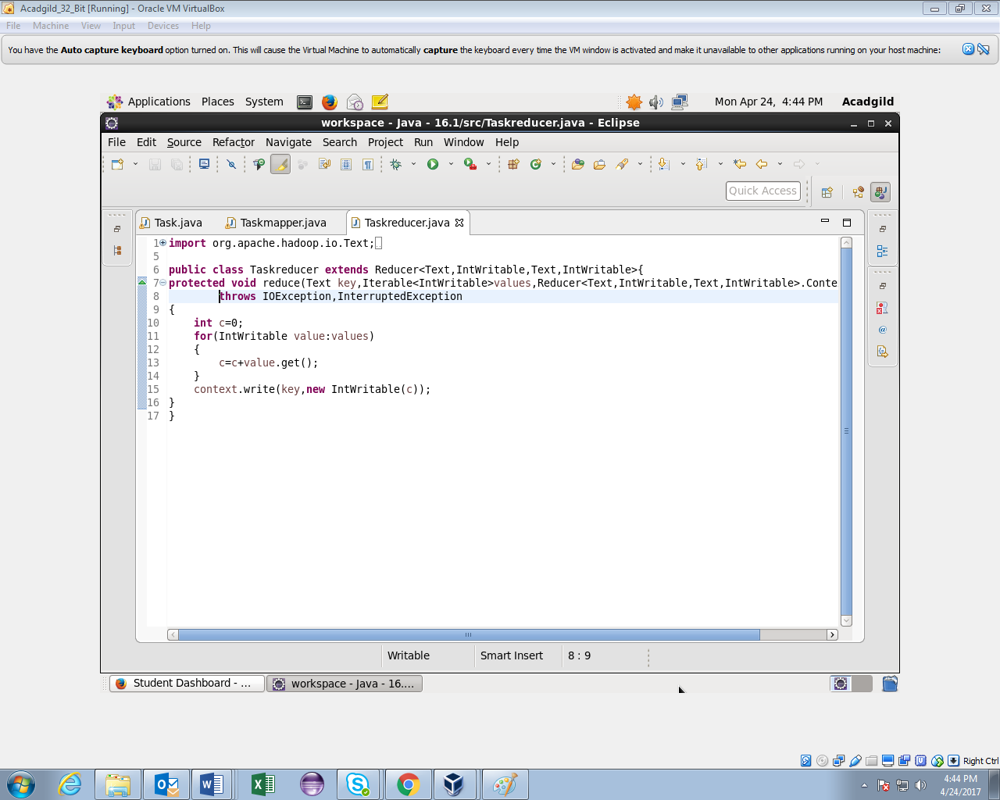 Acadgild_32_Bit [Running] - Oracle VM VirtualBox
File Machine View Input Devices Help
You have the Auto capture keyboard option turned on. This will cause the Virtual Machine to automatically capture the keyboard every time the VM window is activated and make it unavailable to other applications running on your host machine:
Applications Places System Mon Apr 24, 4:44 PM Acadgild
workspace - Java - 16.1/src/Taskreducer.java - Eclipse
File Edit Source Refactor Navigate Search Project Run Window Help
Quick Access
Task.java Taskmapper.java Taskreducer.java
1 import org.apache.hadoop.io.Text;
5
6 public class Taskreducer extends Reducer<Text,IntWritable,Text,IntWritable>{
7 protected void reduce(Text key,Iterable<IntWritable>values,Reducer<Text,IntWritable,Text,IntWritable>.Conte
8 throws IOException,InterruptedException
9 {
10 int c=0;
11 for(IntWritable value:values)
12 {
13 c=c+value.get();
14 }
15 context.write(key,new IntWritable(c));
16 }
17 }
Writable Smart Insert 8 : 9
Student Dashboard - ... workspace - Java - 16....
Right Ctrl
4:44 PM
4/24/2017